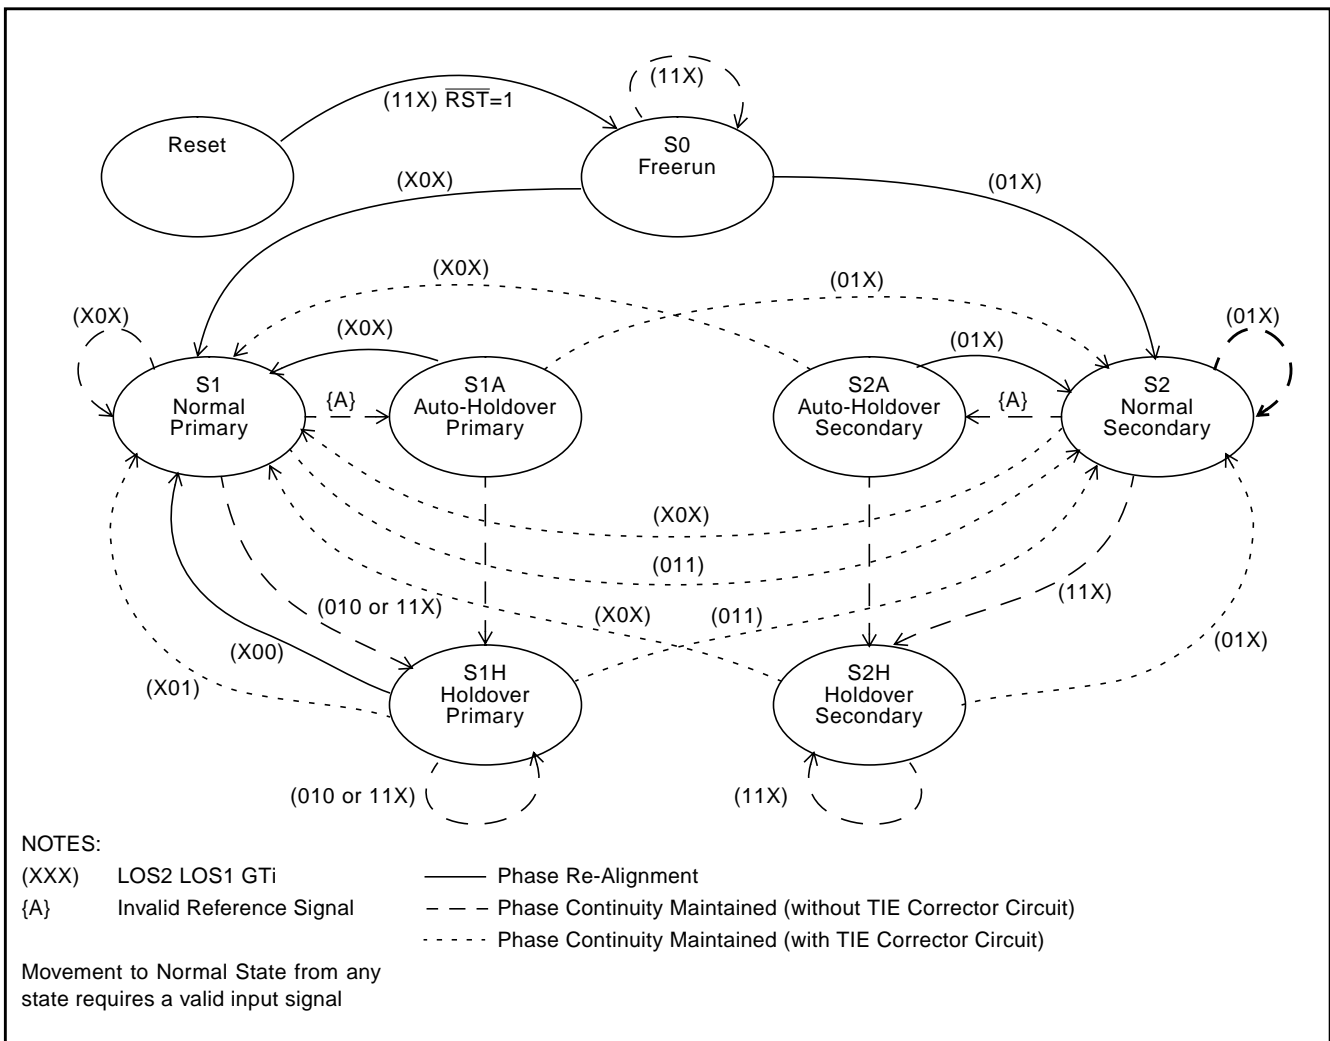 (11X)
(11X) RST=1
Reset
S0
Freerun
(X0X)
(01X)
(X0X)
(01X)
(X0X)
(X0X)
(01X)
(01X)
S1
Normal
Primary
{A}
S1A
Auto-Holdover
Primary
S2A
Auto-Holdover
Secondary
{A}
S2
Normal
Secondary
(X0X)
(011)
(010 or 11X)
(X0X)
(011)
(11X)
(X00)
(01X)
(X01)
S1H
Holdover
Primary
S2H
Holdover
Secondary
(010 or 11X)
(11X)
NOTES:
(XXX) LOS2 LOS1 GTi
Phase Re-Alignment
{A} Invalid Reference Signal
Phase Continuity Maintained (without TIE Corrector Circuit)
Phase Continuity Maintained (with TIE Corrector Circuit)
Movement to Normal State from any
state requires a valid input signal